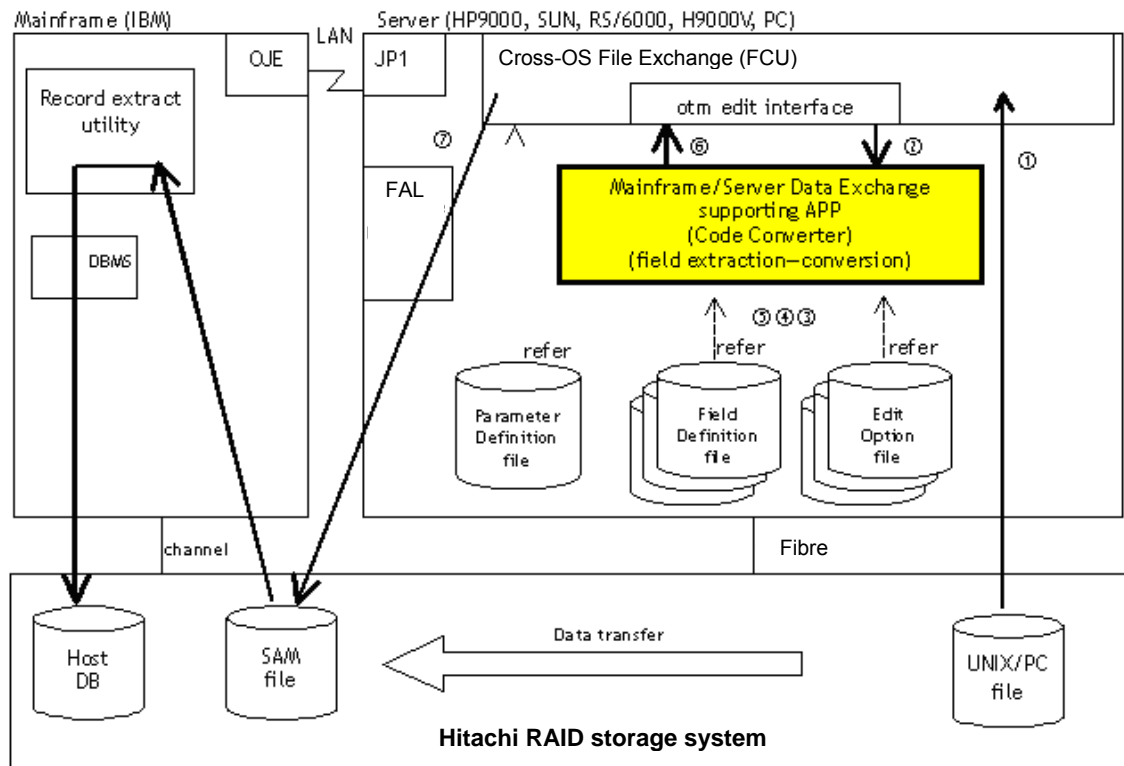 Mainframe (IBM)
LAN
Server (HP9000, SUN, RS/6000, H9000V, PC)
OJE
JP1
Cross-OS File Exchange (FCU)
Record extract
utility
otm edit interface
⑦
⑥
②
①
FAL
Mainframe/Server Data Exchange
supporting APP
(Code Converter)
(field extraction—conversion)
DBMS
⑤④③
refer
refer
refer
Parameter
Definition
file
Field
Definition
file
Edit
Option
file
channel
Fibre
Host
DB
SAM
file
Data transfer
UNIX/PC
file
Hitachi RAID storage system